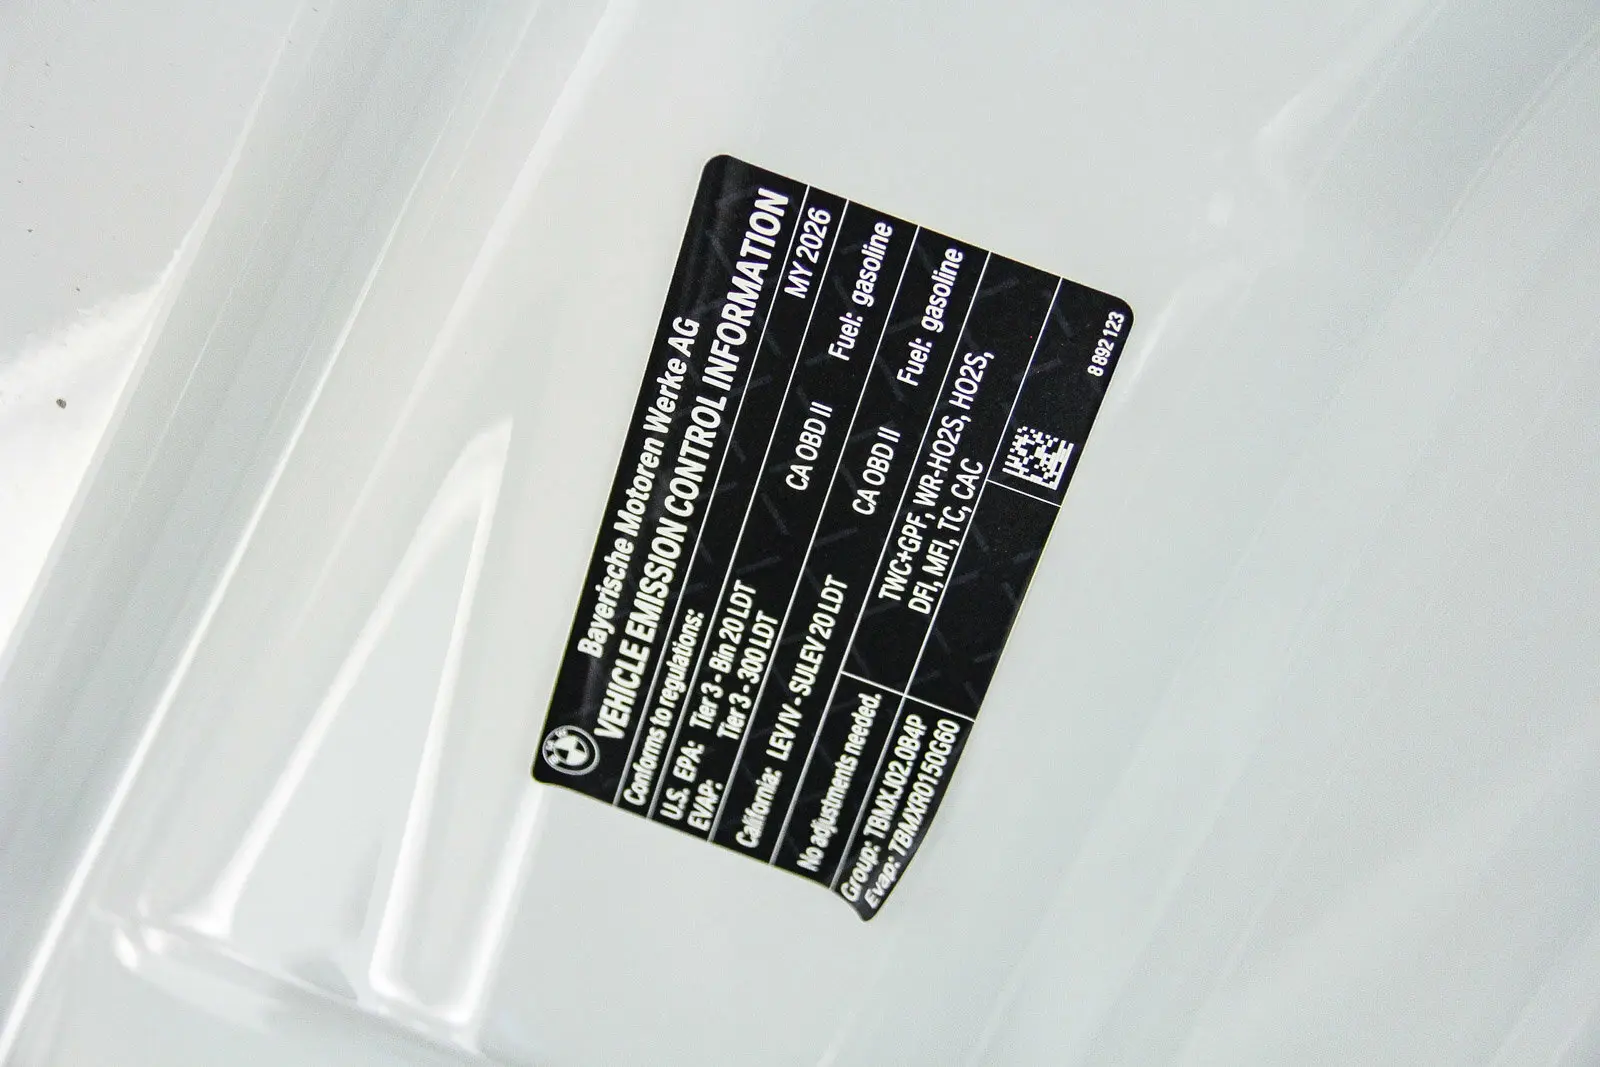 Bayerische Motoren Werke AG
VEHICLE EMISSION CONTROL INFORMATION
Conforms to regulations: MY 2026
U.S. EPA: Tier 3 - Bin 20 LDT CA OBD II Fuel: gasoline
EVAP: Tier 3 - 300 LDT
California: LEV IV - SULEV 20 LDT CA OBD II Fuel: gasoline
No adjustments needed. TWC+GPF, WR-HO2S, HO2S,
DFI, MFI, TC, CAC
Group: TBMXJ02.0B4P
Evap: TBMXR0150G60
8 892 123